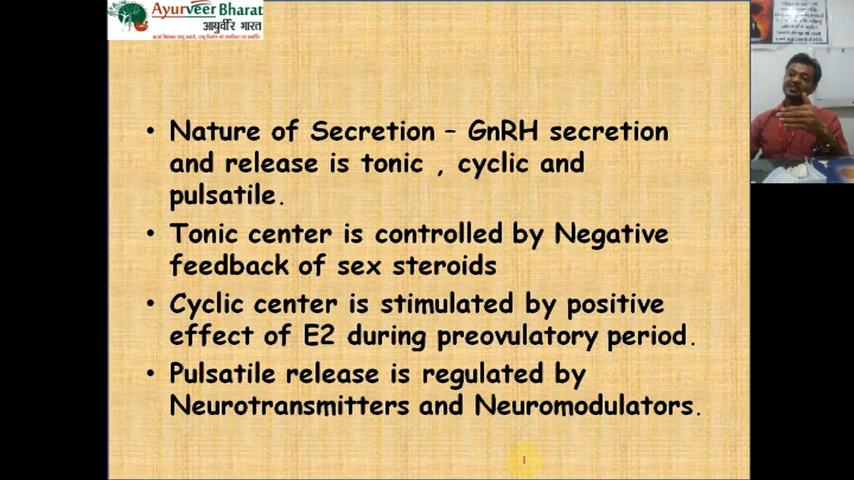 Ayurveer Bharat
आयुर्वीर भारत
• Nature of Secretion – GnRH secretion
and release is tonic , cyclic and
pulsatile.
• Tonic center is controlled by Negative
feedback of sex steroids
• Cyclic center is stimulated by positive
effect of E2 during preovulatory period.
• Pulsatile release is regulated by
Neurotransmitters and Neuromodulators.